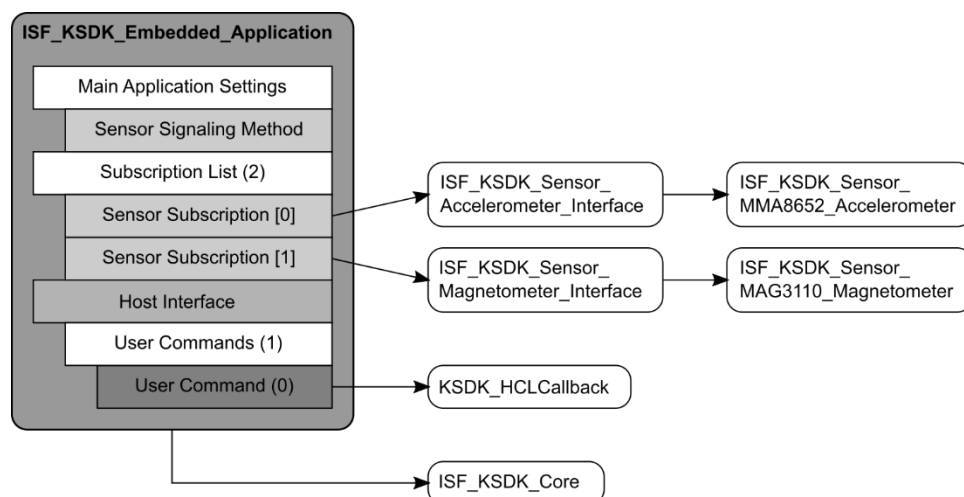 ISF_KSDK_Embedded_Application
Main Application Settings
Sensor Signaling Method
Subscription List (2)
Sensor Subscription [0]
Sensor Subscription [1]
Host Interface
User Commands (1)
User Command (0)
ISF_KSDK_Sensor_
Accelerometer_Interface
ISF_KSDK_Sensor_
MMA8652_Accelerometer
ISF_KSDK_Sensor_
Magnetometer_Interface
ISF_KSDK_Sensor_
MAG3110_Magnetometer
KSDK_HCLCallback
ISF_KSDK_Core